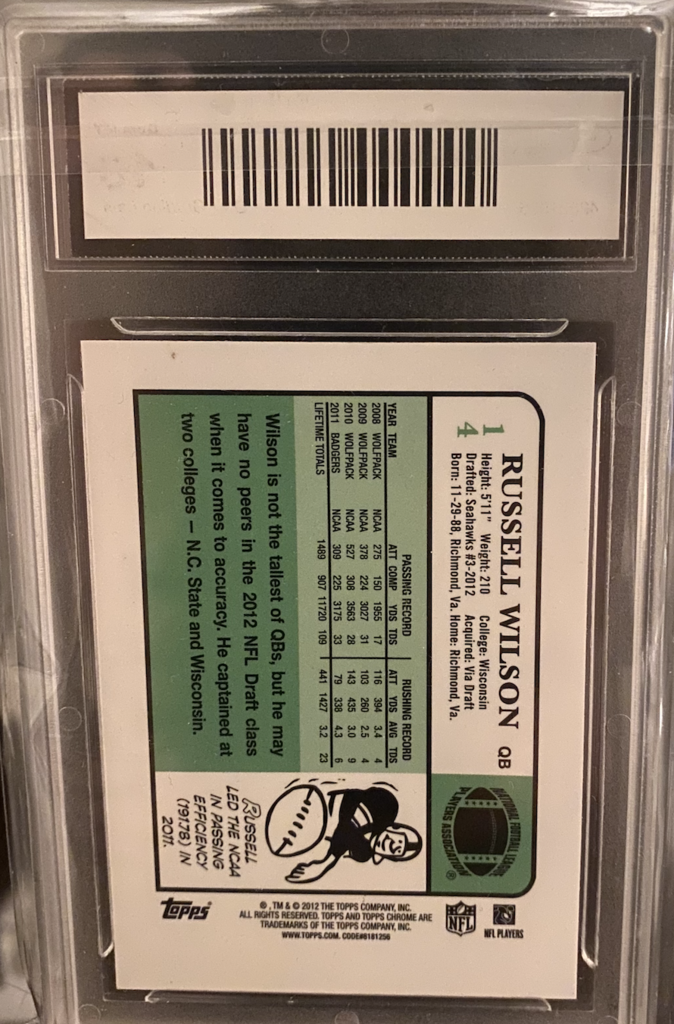 1
4
RUSSELL WILSON QB
Height: 5'11" Weight: 210 College: Wisconsin
Drafted: Seahawks #3-2012 Acquired: Via Draft
Born: 11-29-88, Richmond, Va. Home: Richmond, Va.
NATIONAL FOOTBALL LEAGUE
PLAYERS ASSOCIATION®
PASSING RECORD RUSHING RECORD
YEAR TEAM ATT COMP YDS TDS ATT YDS AVG TDS
2008 WOLFPACK NCAA 275 150 1955 17 116 394 3.4 4
2009 WOLFPACK NCAA 378 224 3027 31 103 260 2.5 4
2010 WOLFPACK NCAA 527 308 3563 28 143 435 3.0 9
2011 BADGERS NCAA 309 225 3175 33 79 338 4.3 6
LIFETIME TOTALS 1489 907 11720 109 441 1427 3.2 23
Wilson is not the tallest of QBs, but he may
have no peers in the 2012 NFL Draft class
when it comes to accuracy. He captained at
two colleges — N.C. State and Wisconsin.
RUSSELL
LED THE NCAA
IN PASSING
EFFICIENCY
(191.78) IN
2011.
NFL PLAYERS
NFL
®, TM & © 2012 THE TOPPS COMPANY, INC.
ALL RIGHTS RESERVED. TOPPS AND TOPPS CHROME ARE
TRADEMARKS OF THE TOPPS COMPANY, INC.
WWW.TOPPS.COM. CODE#8181256
topps